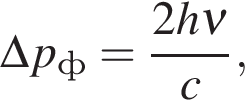 Δp_ф = 2hν/c,